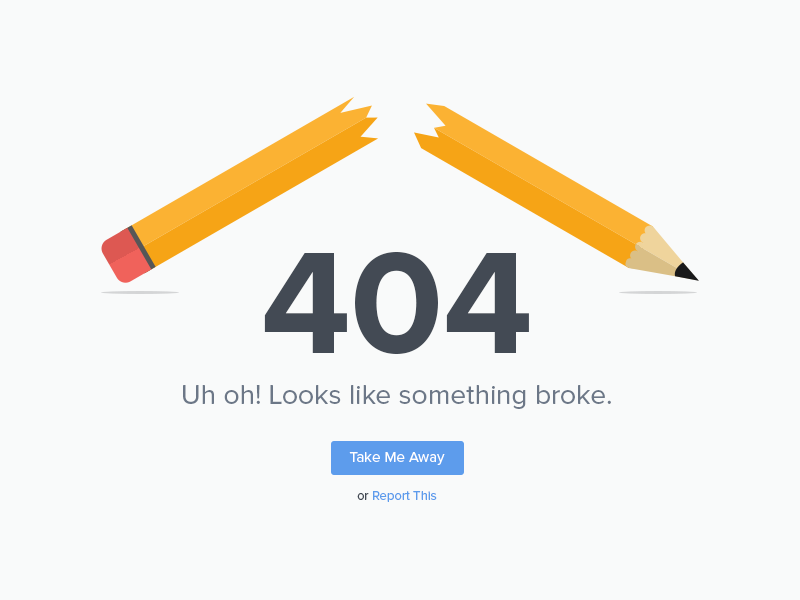 404
Uh oh! Looks like something broke.
Take Me Away
or Report This